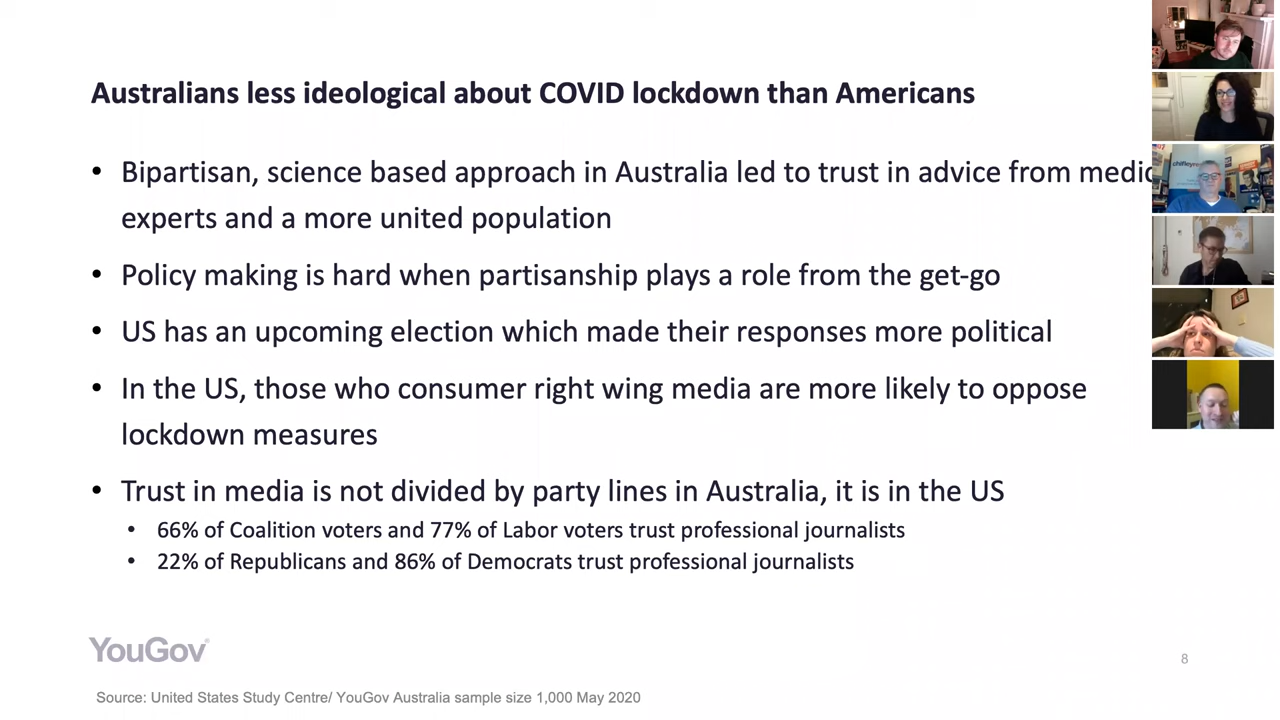 Australians less ideological about COVID lockdown than Americans
• Bipartisan, science based approach in Australia led to trust in advice from medic
experts and a more united population
• Policy making is hard when partisanship plays a role from the get-go
• US has an upcoming election which made their responses more political
• In the US, those who consumer right wing media are more likely to oppose
lockdown measures
• Trust in media is not divided by party lines in Australia, it is in the US
• 66% of Coalition voters and 77% of Labor voters trust professional journalists
• 22% of Republicans and 86% of Democrats trust professional journalists
YouGov
8
Source: United States Study Centre/ YouGov Australia sample size 1,000 May 2020